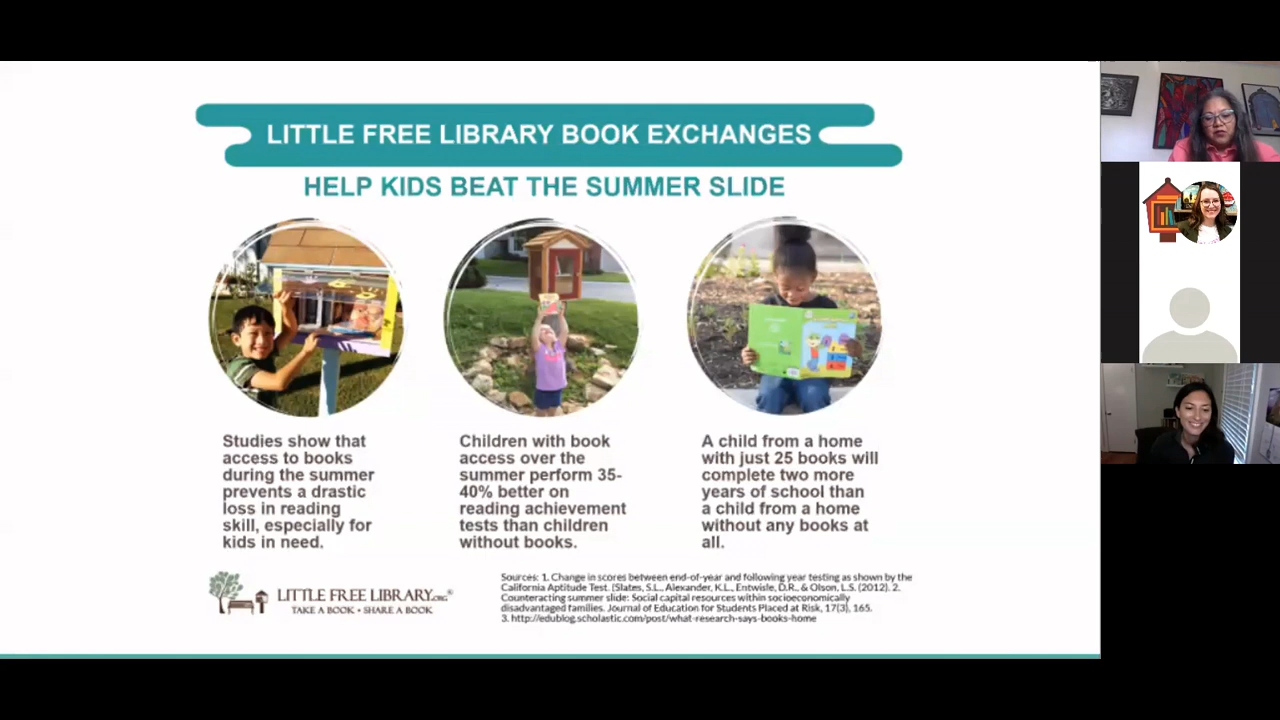 LITTLE FREE LIBRARY BOOK EXCHANGES
HELP KIDS BEAT THE SUMMER SLIDE
Studies show that
access to books
during the summer
prevents a drastic
loss in reading
skill, especially for
kids in need.
Children with book
access over the
summer perform 35-
40% better on
reading achievement
tests than children
without books.
A child from a home
with just 25 books will
complete two more
years of school than
a child from a home
without any books at
all.
LITTLE FREE LIBRARY.ORG®
TAKE A BOOK • SHARE A BOOK
Sources: 1. Change in scores between end-of-year and following year testing as shown by the
California Aptitude Test. (Slates, S.L., Alexander, K.L., Entwisle, D.R., & Olson, L.S. (2012). 2.
Counteracting summer slide: Social capital resources within socioeconomically
disadvantaged families. Journal of Education for Students Placed at Risk, 17(3), 165.
3. http://edublog.scholastic.com/post/what-research-says-books-home